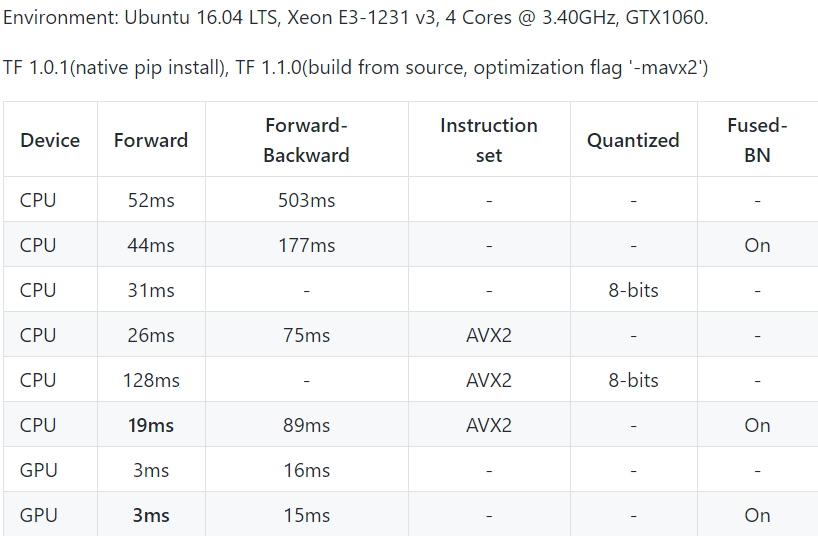 Environment: Ubuntu 16.04 LTS, Xeon E3-1231 v3, 4 Cores @ 3.40GHz, GTX1060.
TF 1.0.1(native pip install), TF 1.1.0(build from source, optimization flag '-mavx2')
Device Forward Forward-Backward Instruction set Quantized Fused-BN
CPU 52ms 503ms - - -
CPU 44ms 177ms - - On
CPU 31ms - - 8-bits -
CPU 26ms 75ms AVX2 - -
CPU 128ms - AVX2 8-bits -
CPU 19ms 89ms AVX2 - On
GPU 3ms 16ms - - -
GPU 3ms 15ms - - On